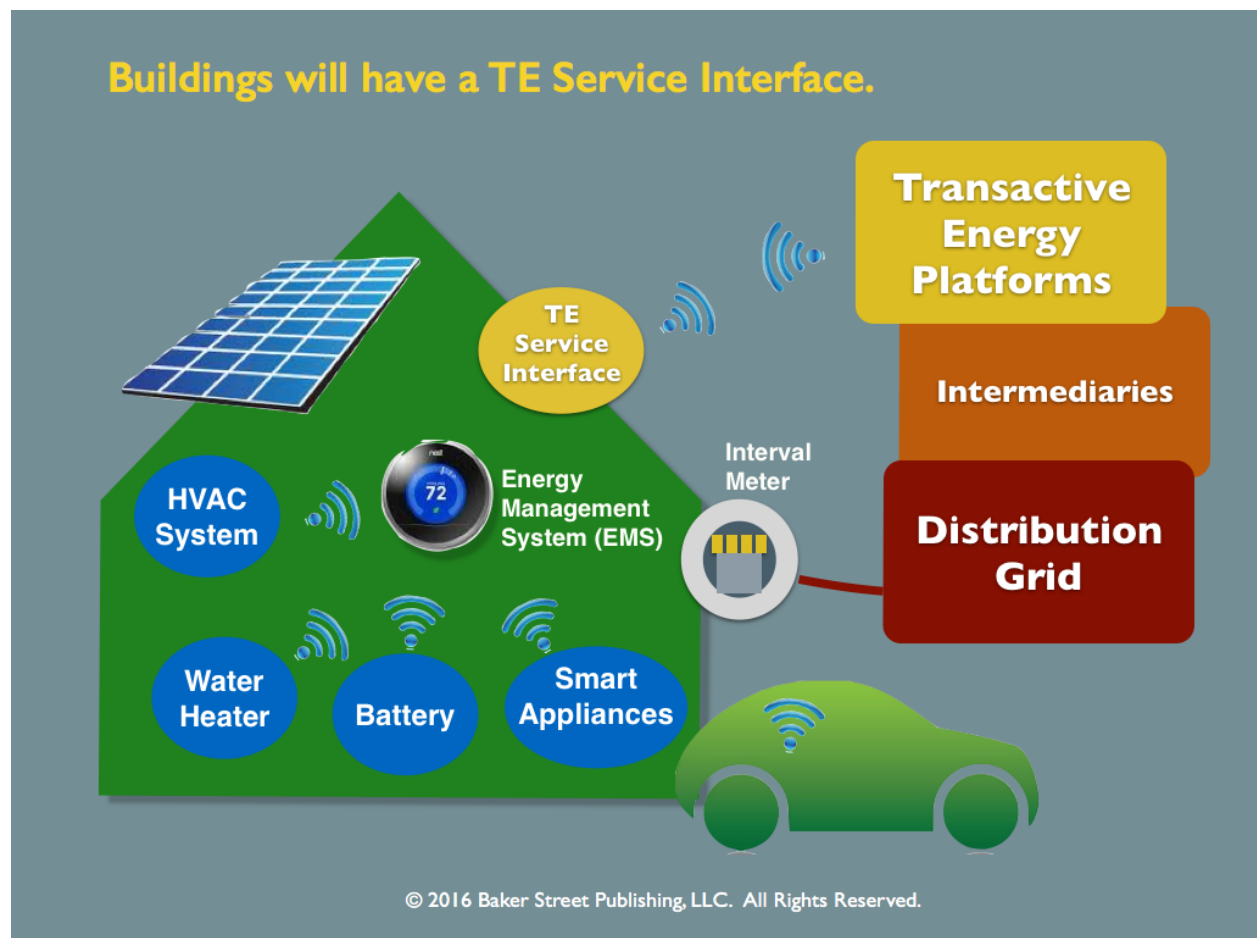 Buildings will have a TE Service Interface.
Transactive
Energy
Platforms
TE
Service
Interface
Intermediaries
Interval
Meter
nest
72
Energy
Management
System (EMS)
HVAC
System
Distribution
Grid
Water
Heater
Battery
Smart
Appliances
© 2016 Baker Street Publishing, LLC. All Rights Reserved.